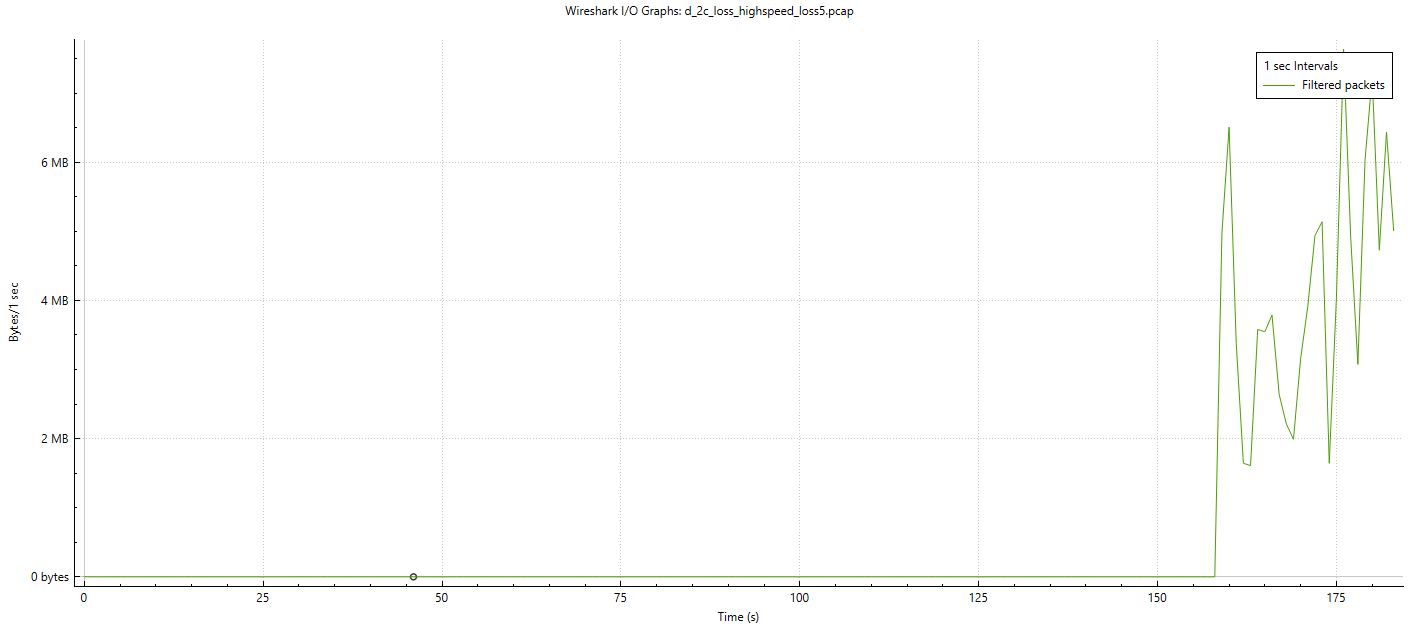 Wireshark I/O Graphs: d_2c_loss_highspeed_loss5.pcap
1 sec Intervals
Filtered packets
6 MB
4 MB
2 MB
0 bytes
Bytes/1 sec
0 25 50 75 100 125 150 175
Time (s)